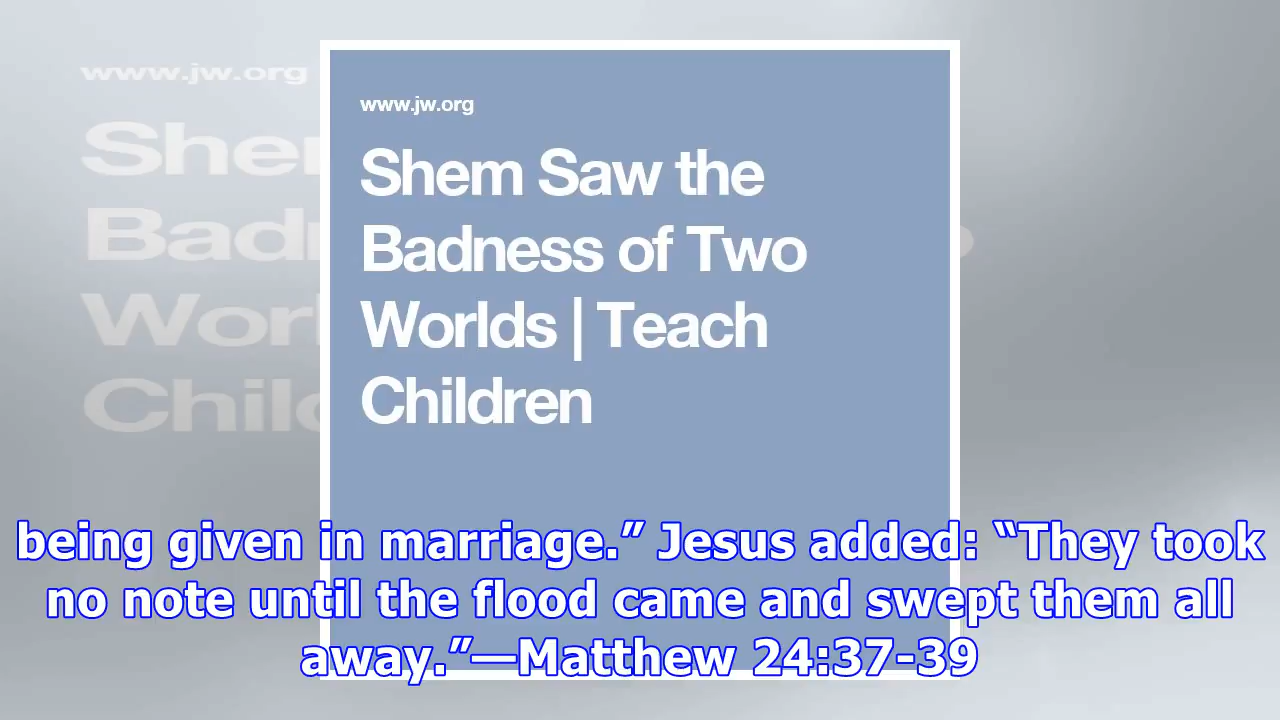 www.jw.org
Shem Saw the
Badness of Two
Worlds | Teach
Children
being given in marriage.” Jesus added: “They took
no note until the flood came and swept them all
away.”—Matthew 24:37-39